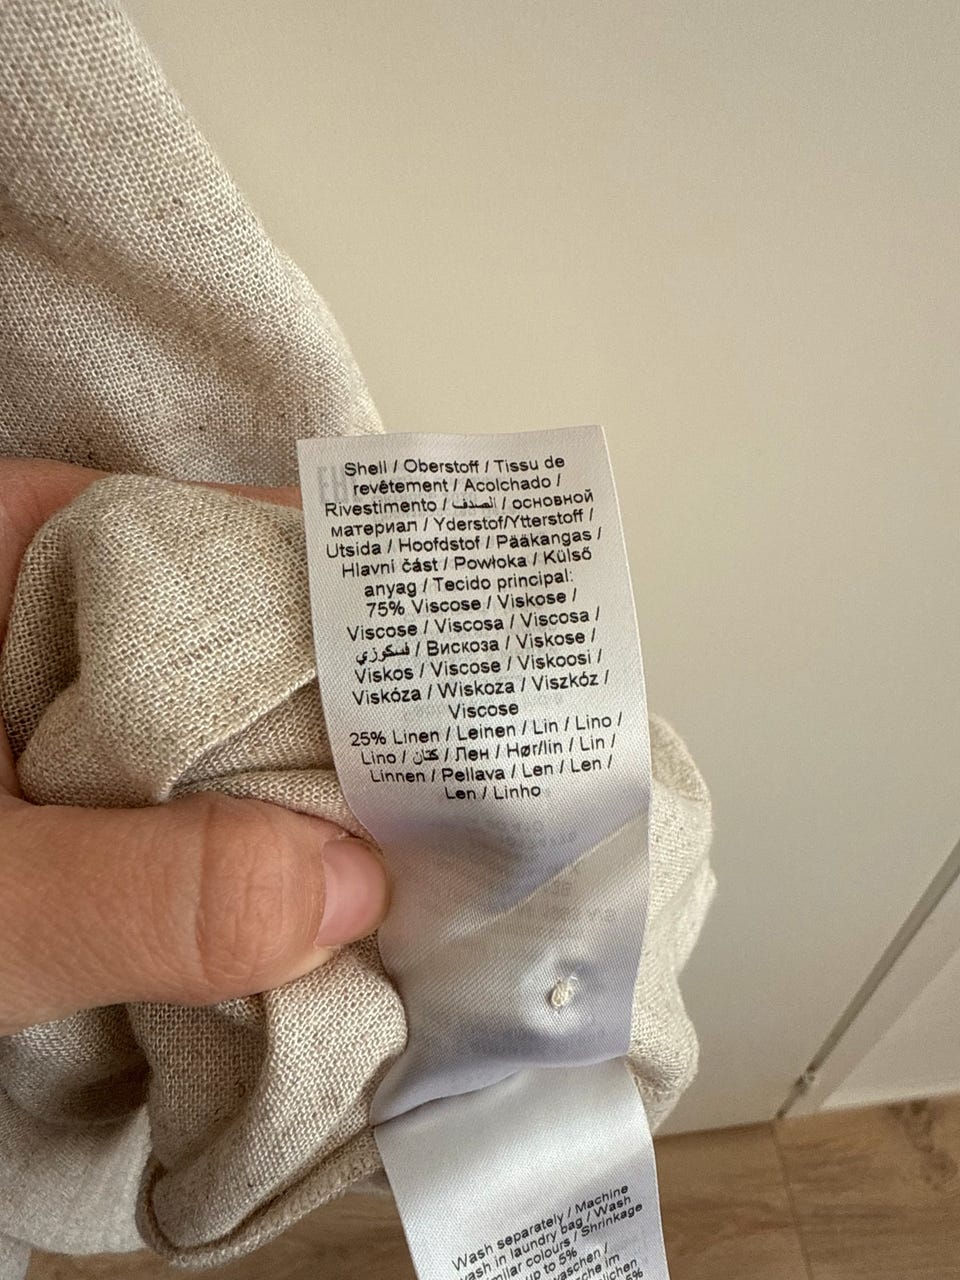 Shell / Oberstoff / Tissu de
revêtement / Acolchado /
Rivestimento / الصدف / основной
материал / Yderstof/Ytterstoff /
Utsida / Hoofdstof / Pääkangas /
Hlavní část / Powłoka / Külső
anyag / Tecido principal:
75% Viscose / Viskose /
Viscose / Viscosa / Viscosa /
فسكوزي / Вискоза / Viskose /
Viskos / Viscose / Viskoosi /
Viskóza / Wiskoza / Viszkóz /
Viscose
25% Linen / Leinen / Lin / Lino /
Lino / كتان / Лен / Hør/lin / Lin /
Linnen / Pellava / Len / Len /
Len / Linho
Wash separately / Machine
wash in laundry bag / Wash
similar colours / Shrinkage
up to 5%